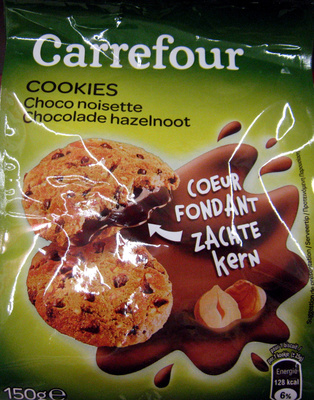 Carrefour
COOKIES
Choco noisette
Chocolade hazelnoot
COEUR
FONDANT
ZACHTE
kern
Energie
128 kcal
6%
150g e